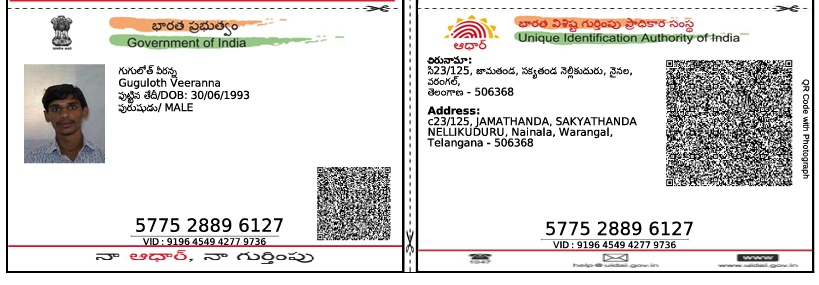 భారత ప్రభుత్వం
Government of India
గుగులోత్ వీరన్న
Guguloth Veeranna
పుట్టిన తేదీ/DOB: 30/06/1993
పురుషుడు/ MALE
5775 2889 6127
VID : 9196 4549 4277 9736
నా ఆధార్, నా గుర్తింపు
ఆధార్
భారత విశిష్ట గుర్తింపు ప్రాధికార సంస్థ
Unique Identification Authority of India
చిరునామా:
సి23/125, జామతండ, సక్యతండ నెల్లికుదురు, నైనల,
వరంగల్,
తెలంగాణ - 506368
Address:
c23/125, JAMATHANDA, SAKYATHANDA
NELLIKUDURU, Nainala, Warangal,
Telangana - 506368
QR Code with Photograph
5775 2889 6127
VID : 9196 4549 4277 9736
1947
help@uidai.gov.in
www
www.uidai.gov.in